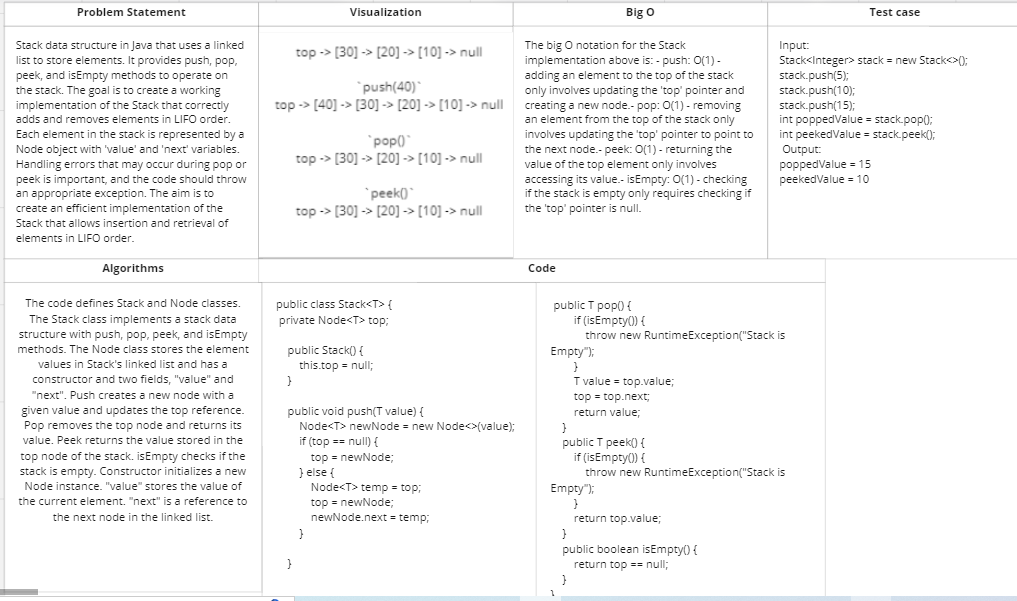 Problem Statement
Stack data structure in Java that uses a linked
list to store elements. It provides push, pop,
peek, and isEmpty methods to operate on
the stack. The goal is to create a working
implementation of the Stack that correctly
adds and removes elements in LIFO order.
Each element in the stack is represented by a
Node object with 'value' and 'next' variables.
Handling errors that may occur during pop or
peek is important, and the code should throw
an appropriate exception. The aim is to
create an efficient implementation of the
Stack that allows insertion and retrieval of
elements in LIFO order.
Visualization
top -> [30] -> [20] -> [10] -> null
`push(40)`
top -> [40] -> [30] -> [20] -> [10] -> null
`pop()`
top -> [30] -> [20] -> [10] -> null
`peek()`
top -> [30] -> [20] -> [10] -> null
Big O
The big O notation for the Stack
implementation above is: - push: O(1) -
adding an element to the top of the stack
only involves updating the 'top' pointer and
creating a new node.- pop: O(1) - removing
an element from the top of the stack only
involves updating the 'top' pointer to point to
the next node.- peek: O(1) - returning the
value of the top element only involves
accessing its value.- isEmpty: O(1) - checking
if the stack is empty only requires checking if
the 'top' pointer is null.
Test case
Input:
Stack<Integer> stack = new Stack<>();
stack.push(5);
stack.push(10);
stack.push(15);
int poppedValue = stack.pop();
int peekedValue = stack.peek();
Output:
poppedValue = 15
peekedValue = 10
Algorithms
The code defines Stack and Node classes.
The Stack class implements a stack data
structure with push, pop, peek, and isEmpty
methods. The Node class stores the element
values in Stack's linked list and has a
constructor and two fields, "value" and
"next". Push creates a new node with a
given value and updates the top reference.
Pop removes the top node and returns its
value. Peek returns the value stored in the
top node of the stack. isEmpty checks if the
stack is empty. Constructor initializes a new
Node instance. "value" stores the value of
the current element. "next" is a reference to
the next node in the linked list.
Code
public class Stack<T> {
private Node<T> top;
public Stack() {
this.top = null;
}
public void push(T value) {
Node<T> newNode = new Node<>(value);
if (top == null) {
top = newNode;
} else {
Node<T> temp = top;
top = newNode;
newNode.next = temp;
}
}
public T pop() {
if (isEmpty()) {
throw new RuntimeException("Stack is
Empty");
}
T value = top.value;
top = top.next;
return value;
}
public T peek() {
if (isEmpty()) {
throw new RuntimeException("Stack is
Empty");
}
return top.value;
}
public boolean isEmpty() {
return top == null;
}
}